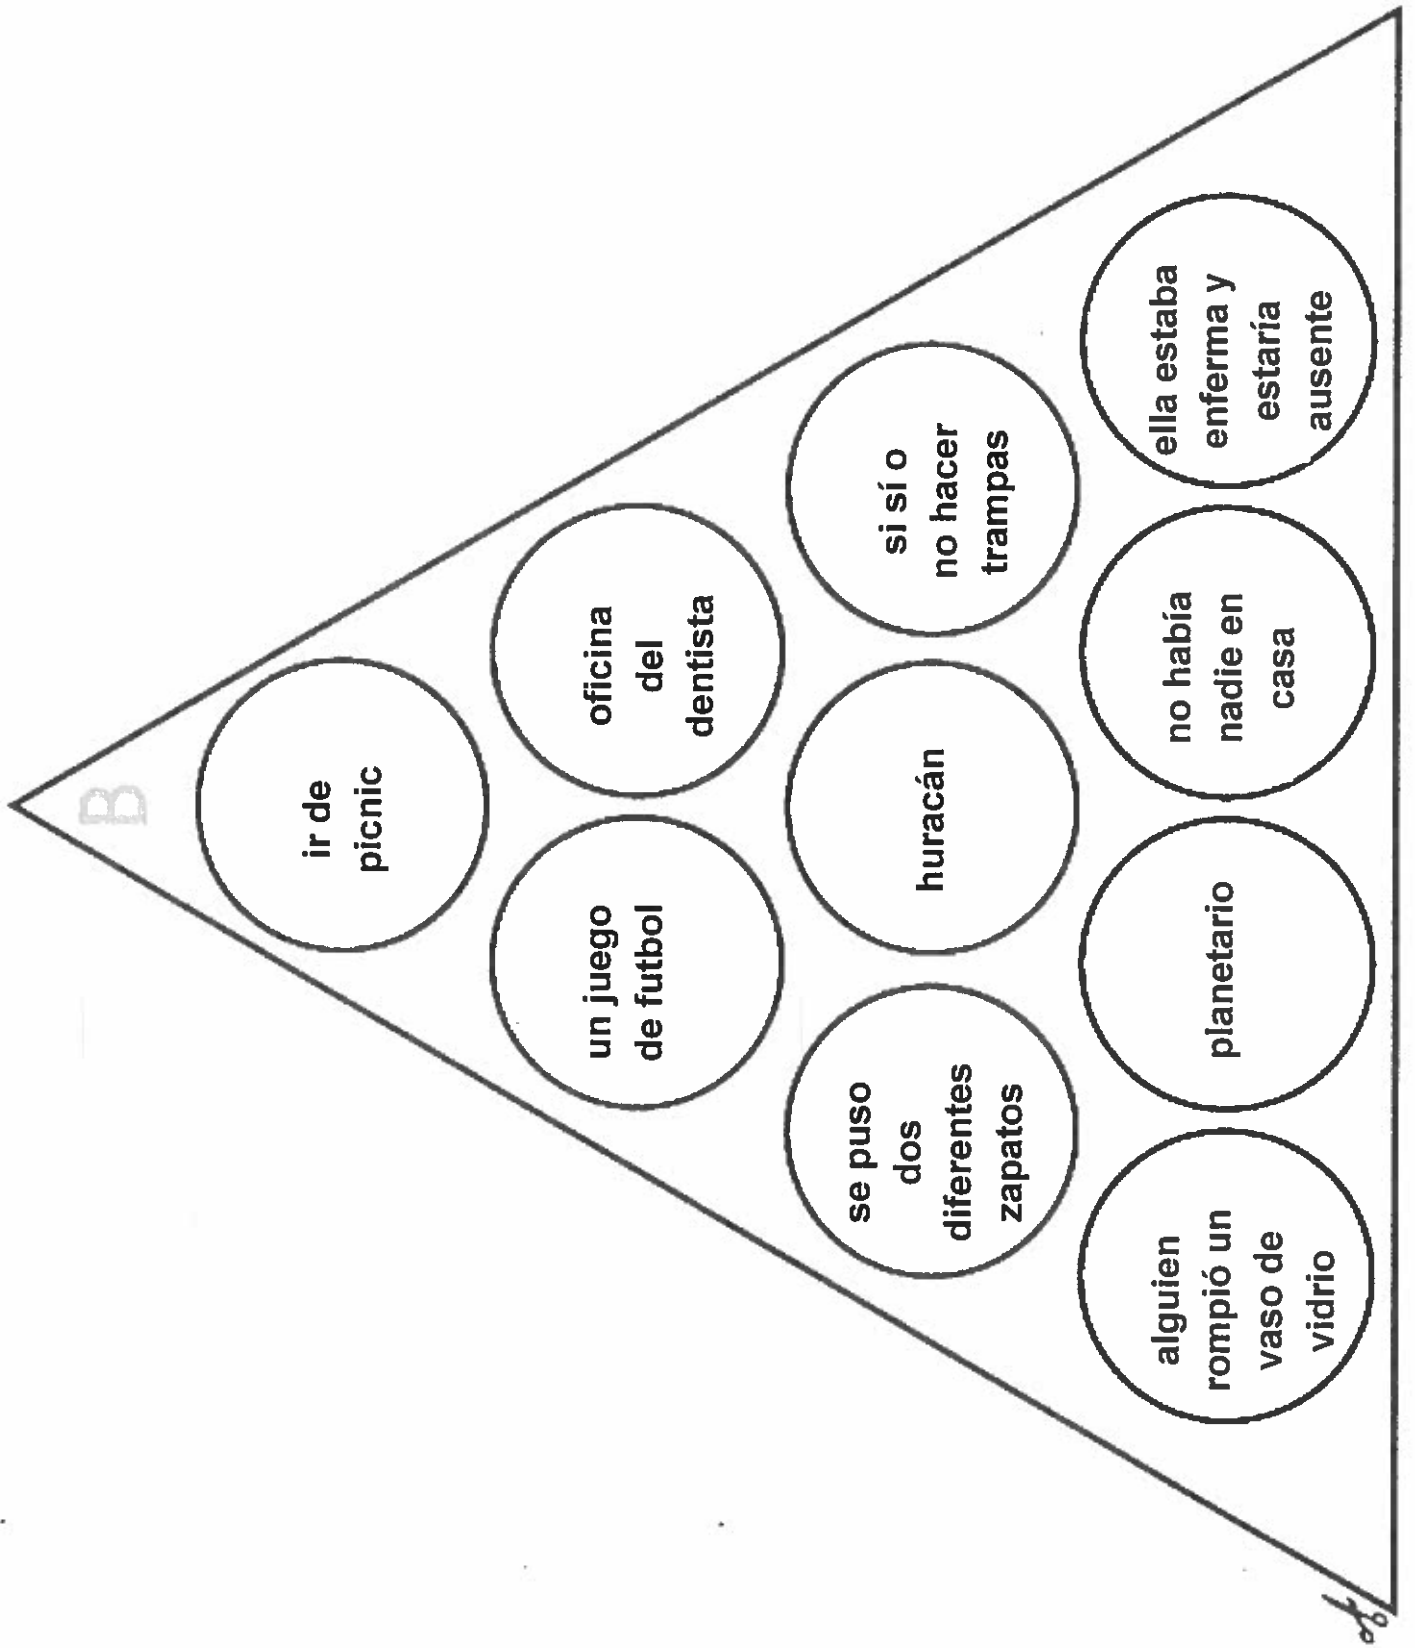 B
ir de
picnic
un juego
de futbol
oficina
del
dentista
se puso
dos
diferentes
zapatos
huracán
si sí o
no hacer
trampas
alguien
rompió un
vaso de
vidrio
planetario
no había
nadie en
casa
ella estaba
enferma y
estaría
ausente